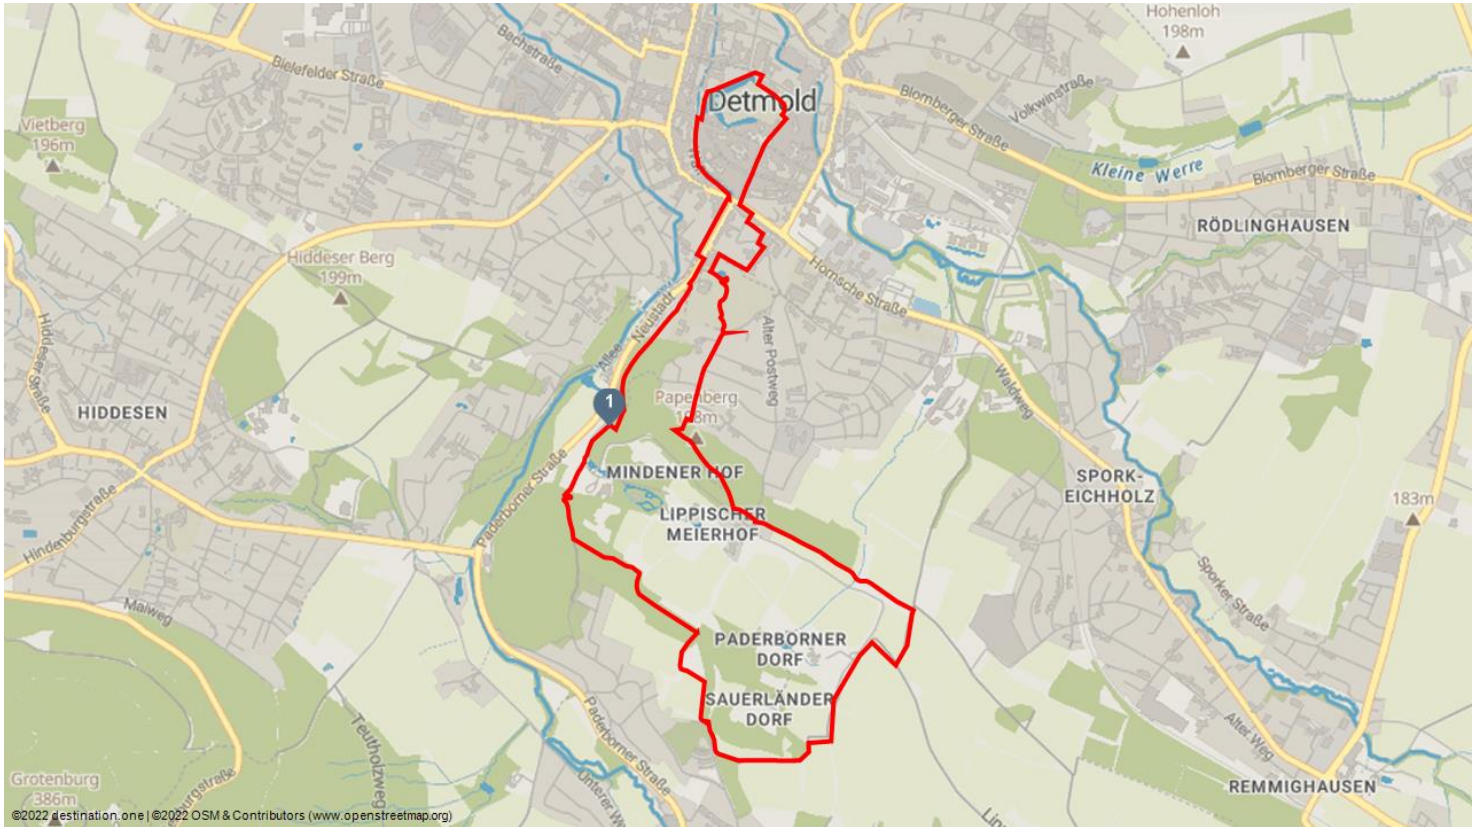 Hohenloh
198m
Bachstraße
Bielefelder Straße
Detmold
Blomberger Straße
Volkwinstraße
Vietberg
196m
Kleine Werre
Blomberger Straße
RÖDLINGHAUSEN
Hiddeser Berg
199m
Hornsche Straße
Neustadt
Hiddeser Straße
Allee
Alter Postweg
Waldweg
1
Papenberg
HIDDESEN
MINDENER HOF
SPORK-
EICHHOLZ
183m
Paderborner Straße
LIPPISCHER
MEIERHOF
Hindenburgstraße
Sporker Straße
Maiweg
PADERBORNER
DORF
SAUERLÄNDER
DORF
Paderborner Straße
Teutholzweg
Alter Weg
Grotenburg
386m
REMMIGHAUSEN
©2022 destination.one | ©2022 OSM & Contributors (www.openstreetmap.org)